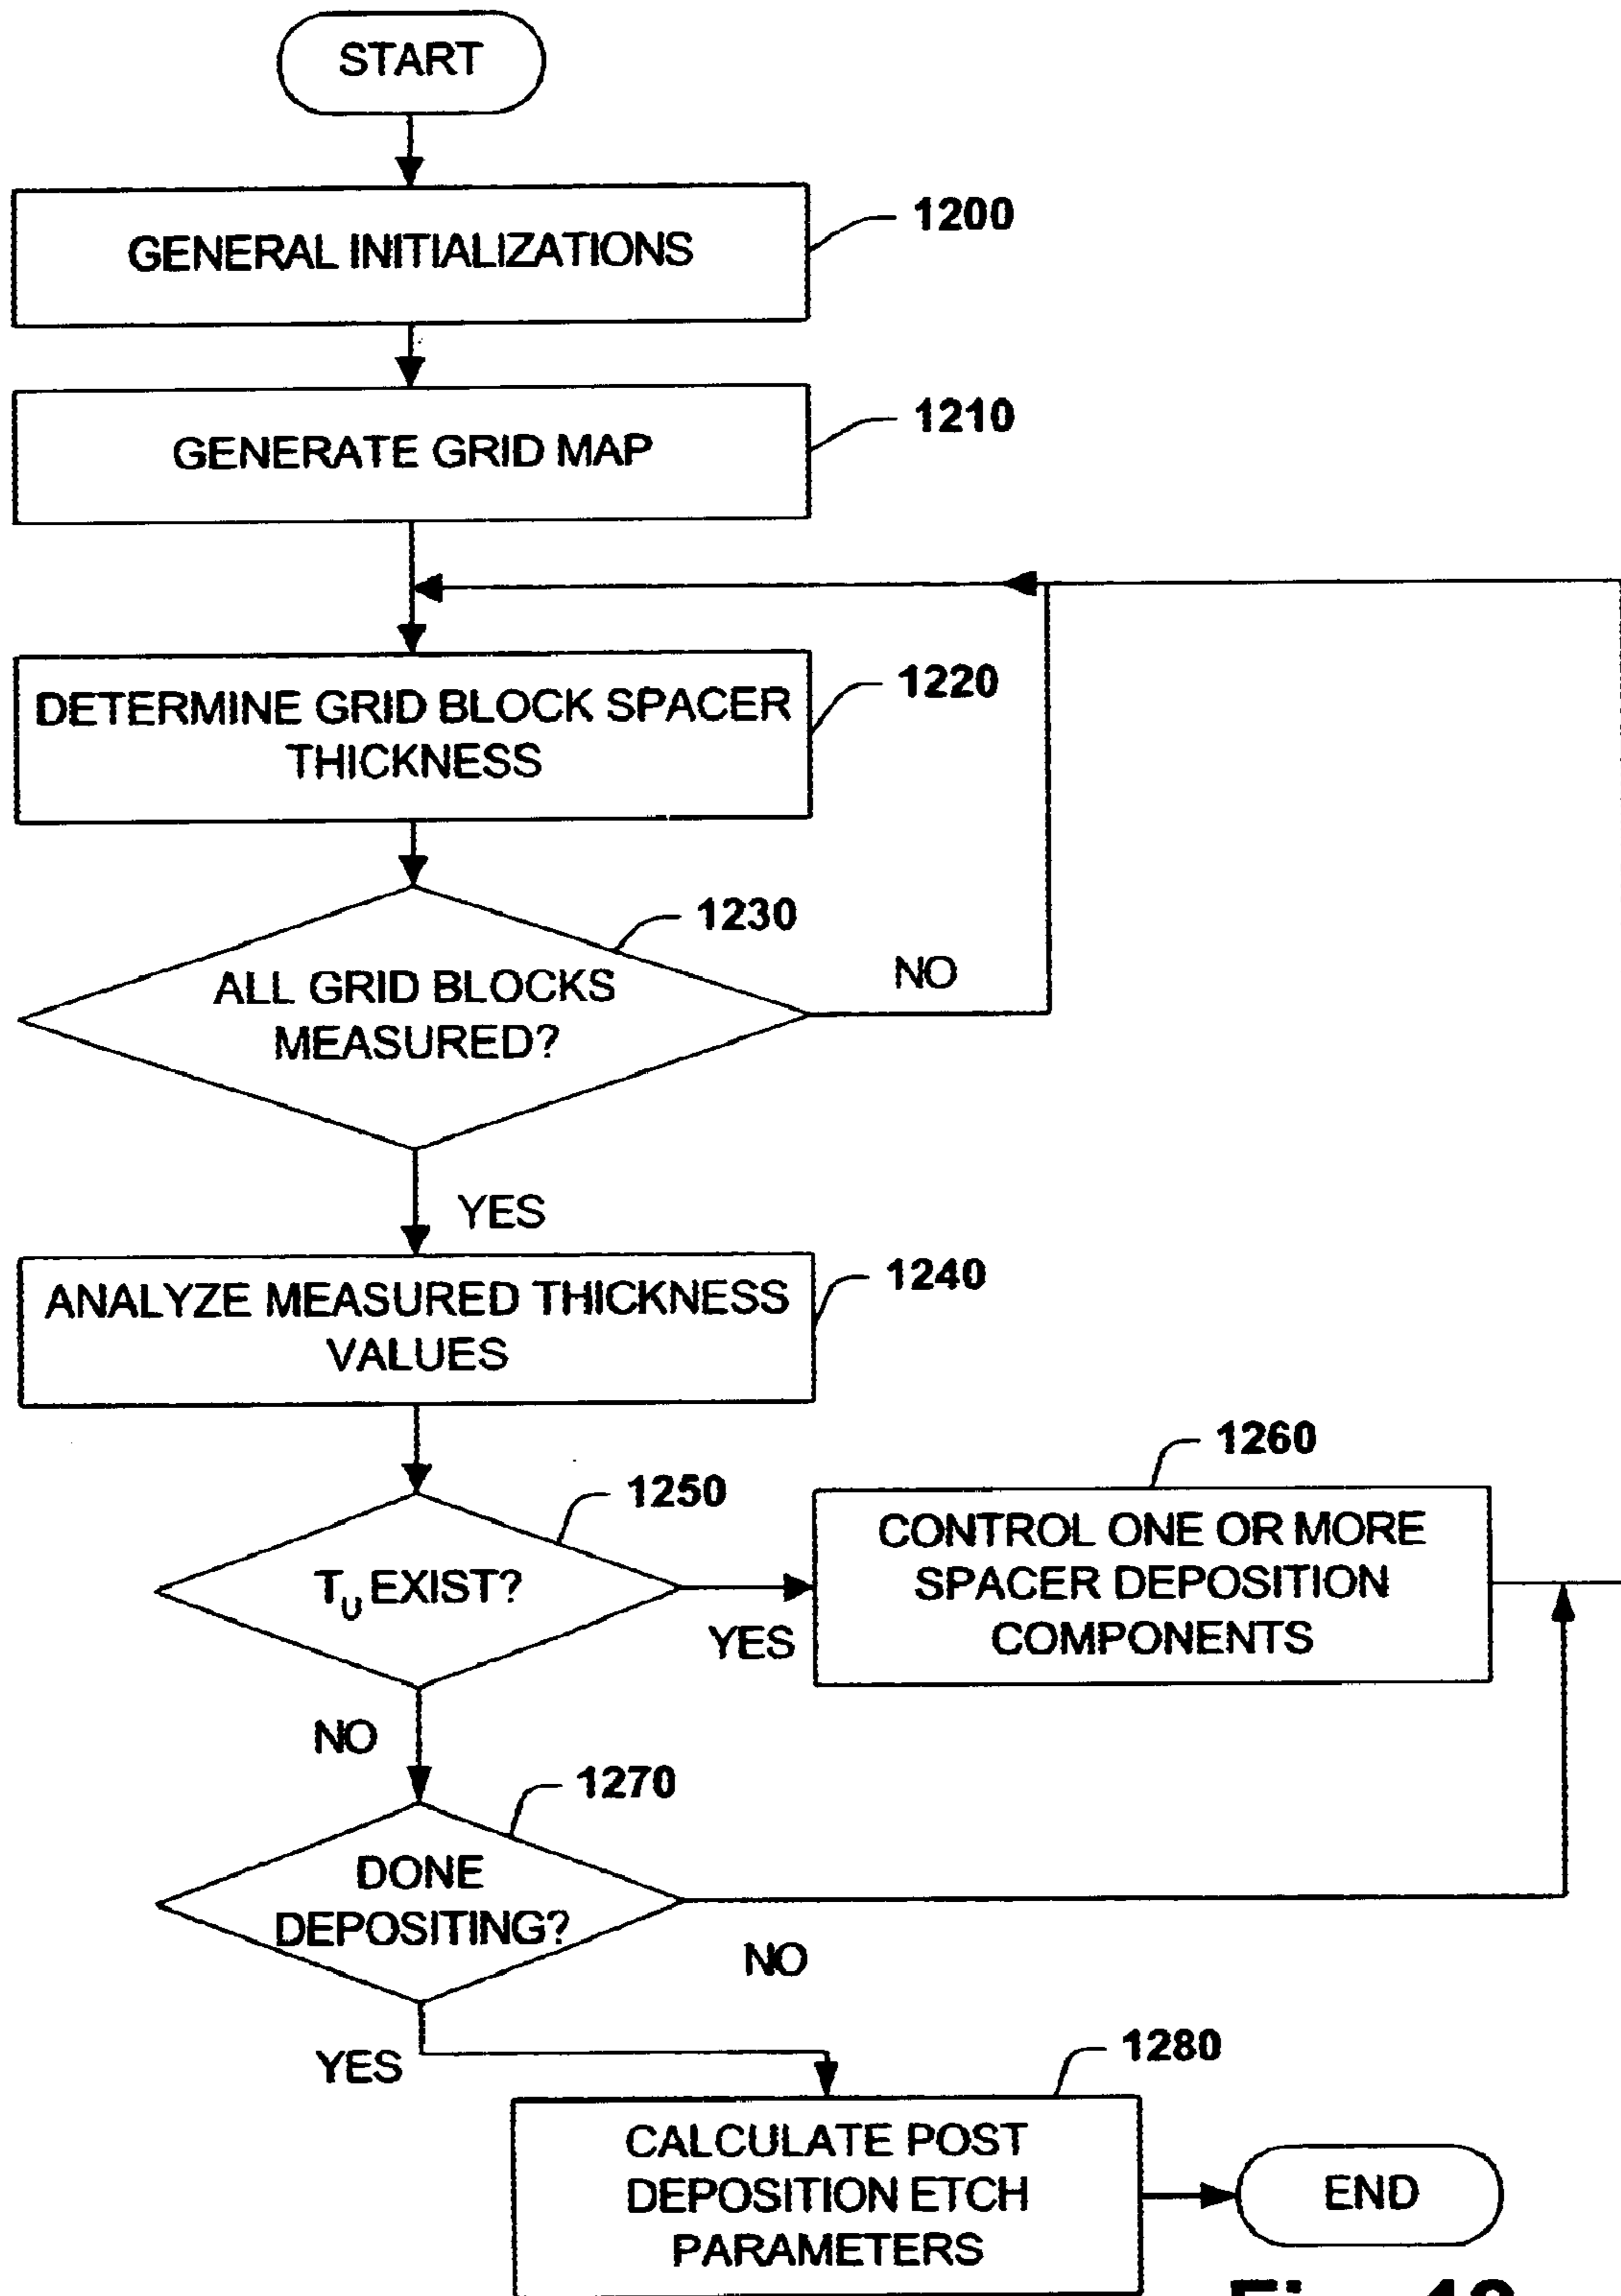 START
GENERAL INITIALIZATIONS
1200
GENERATE GRID MAP
1210
DETERMINE GRID BLOCK SPACER
THICKNESS
1220
ALL GRID BLOCKS
MEASURED?
1230
NO
YES
ANALYZE MEASURED THICKNESS
VALUES
1240
TU EXIST?
1250
YES
CONTROL ONE OR MORE
SPACER DEPOSITION
COMPONENTS
1260
NO
DONE
DEPOSITING?
1270
NO
YES
CALCULATE POST
DEPOSITION ETCH
PARAMETERS
1280
END